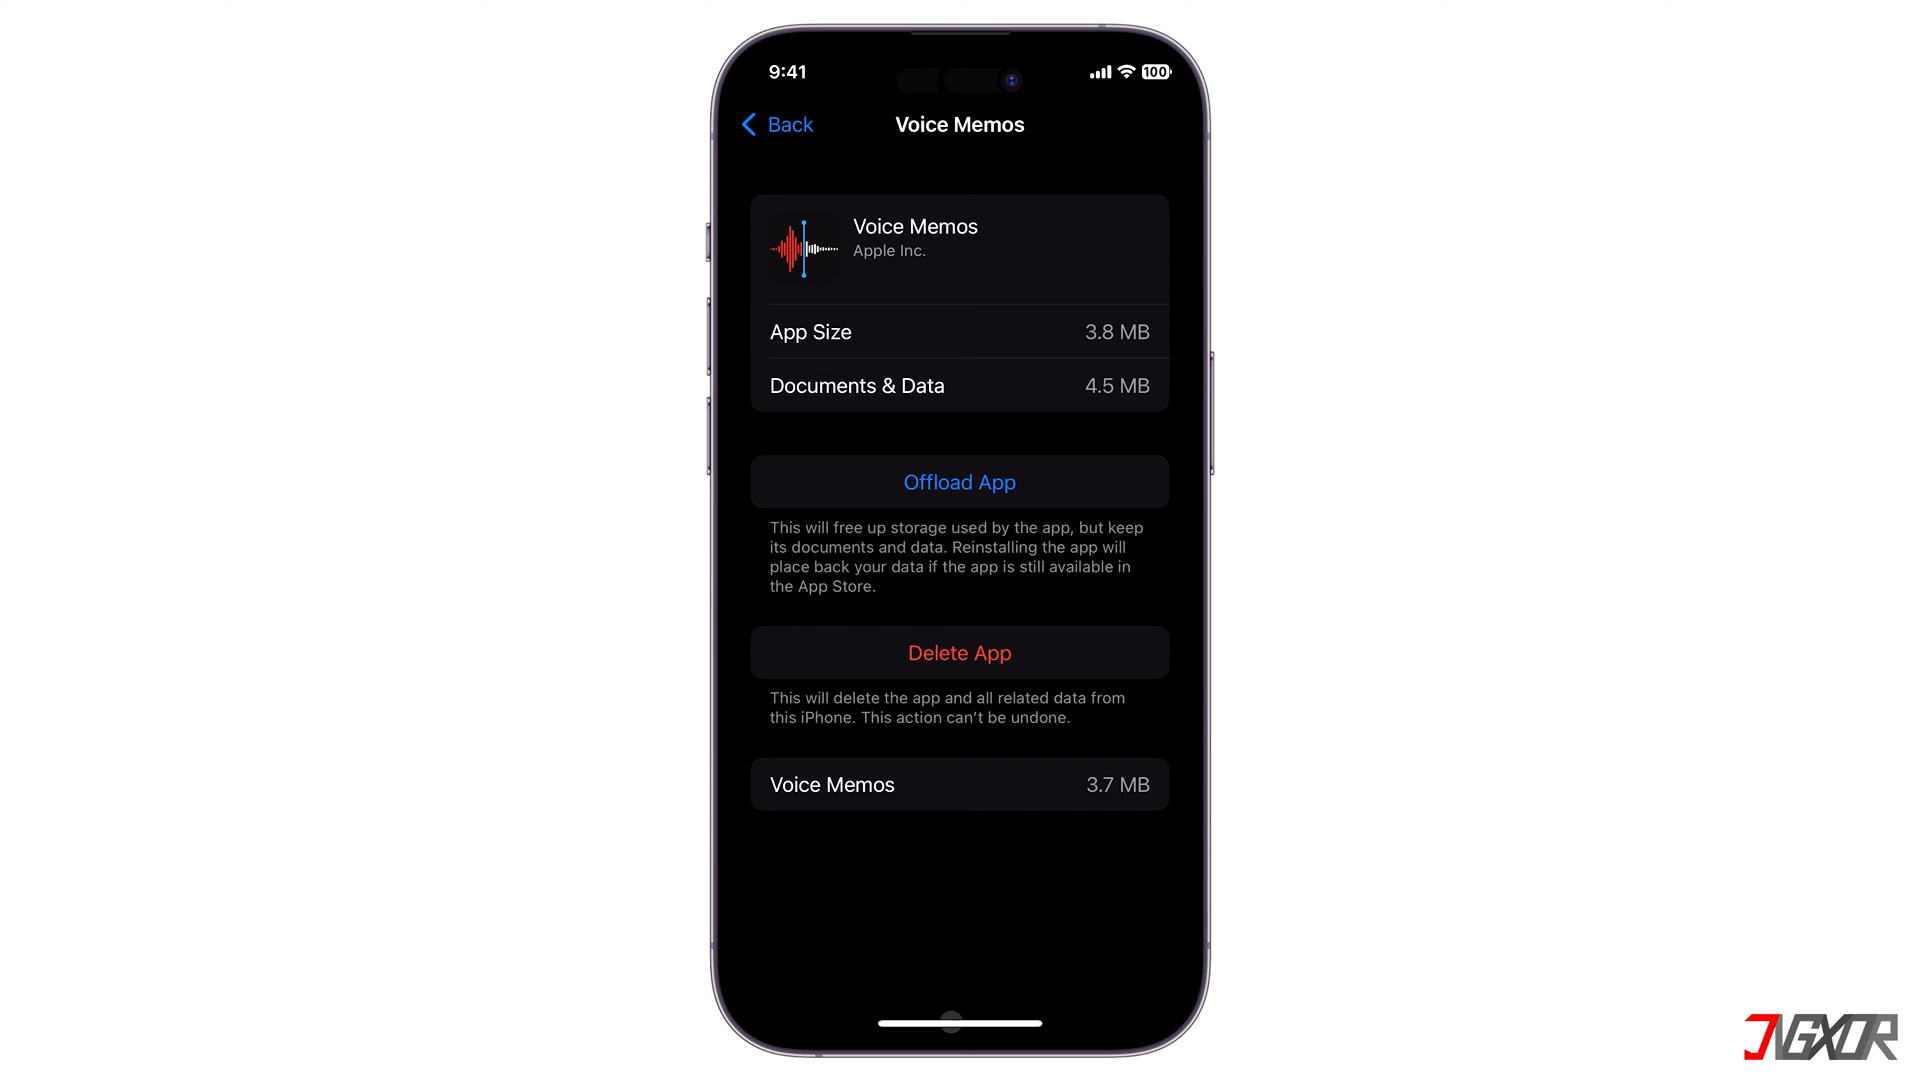 9:41
100
Back
Voice Memos
Voice Memos
Apple Inc.
App Size 3.8 MB
Documents & Data 4.5 MB
Offload App
This will free up storage used by the app, but keep
its documents and data. Reinstalling the app will
place back your data if the app is still available in
the App Store.
Delete App
This will delete the app and all related data from
this iPhone. This action can’t be undone.
Voice Memos 3.7 MB
JVGXOR